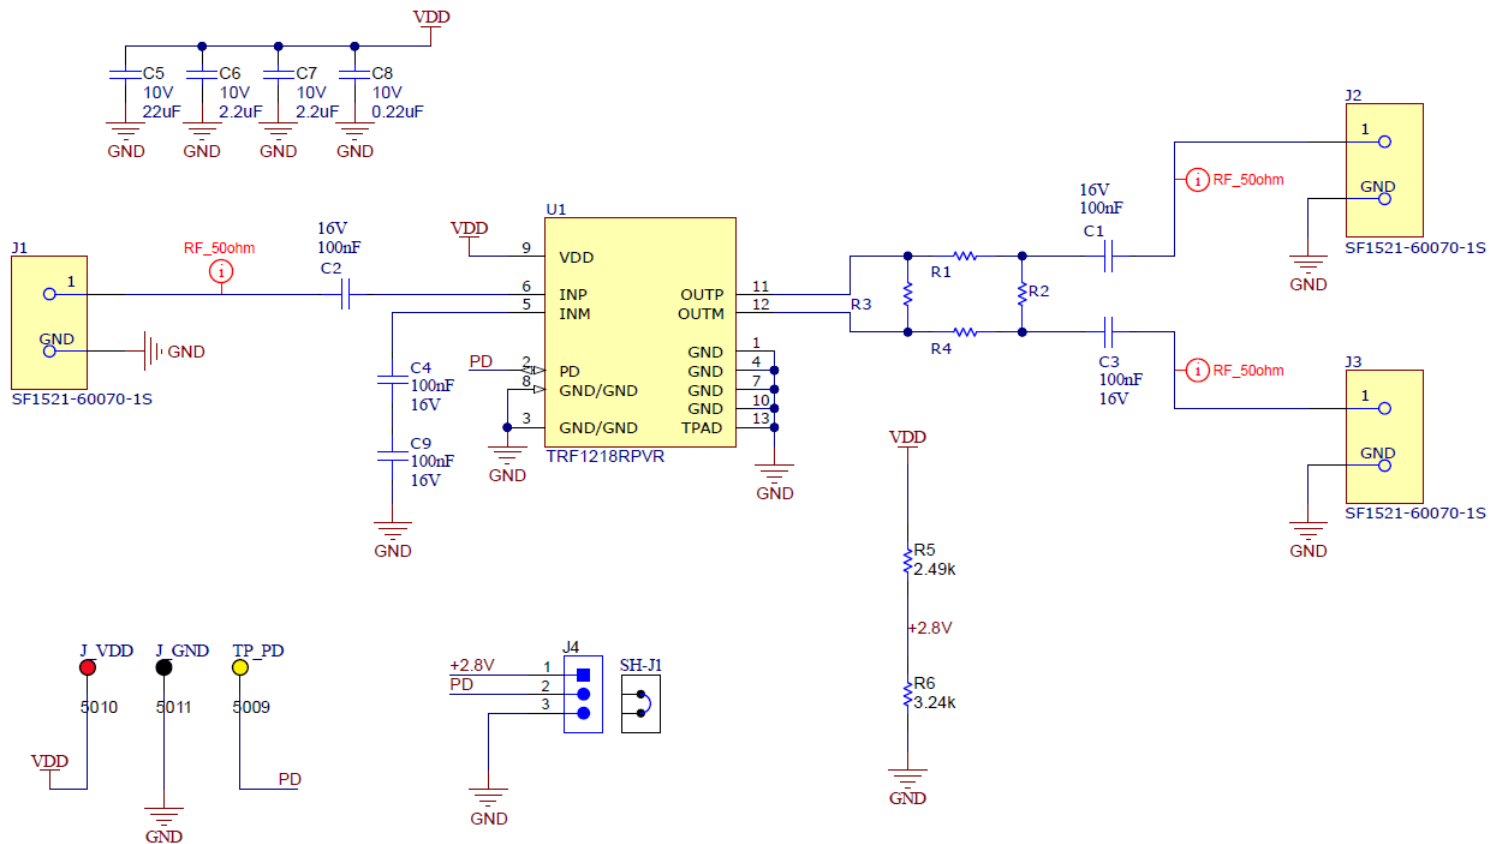 VDD
C5
10V
22uF
C6
10V
2.2uF
C7
10V
2.2uF
C8
10V
0.22uF
GND
GND
GND
GND
J1
1
GND
SF1521-60070-1S
RF_50ohm
i
GND
16V
100nF
C2
VDD
U1
9
VDD
6
INP
5
INM
2
PD
PD
8
GND/GND
3
GND/GND
OUTP
11
OUTM
12
GND
1
GND
4
GND
7
GND
10
TPAD
13
TRF1218RPVR
GND
GND
C4
100nF
16V
C9
100nF
16V
GND
R3
R1
R2
R4
16V
100nF
C1
C3
100nF
16V
i
RF_50ohm
i
RF_50ohm
J2
1
GND
SF1521-60070-1S
GND
J3
1
GND
SF1521-60070-1S
GND
VDD
R5
2.49k
+2.8V
R6
3.24k
GND
J_VDD
5010
VDD
J_GND
5011
GND
TP_PD
5009
PD
J4
+2.8V
1
PD
2
3
GND
SH-J1